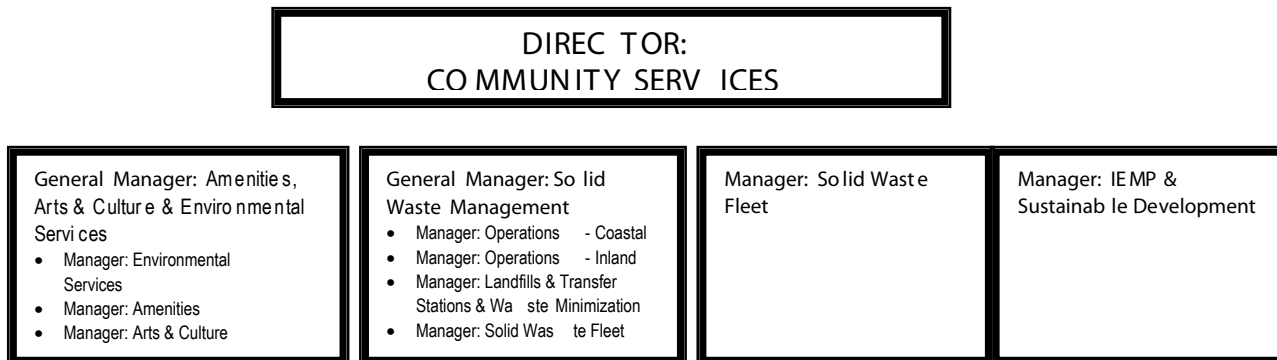 DIRECTOR:
COMMUNITY SERVICES
General Manager: Amenities,
Arts & Culture & Environmental
Services
• Manager: Environmental
Services
• Manager: Amenities
• Manager: Arts & Culture
General Manager: Solid
Waste Management
• Manager: Operations - Coastal
• Manager: Operations - Inland
• Manager: Landfills & Transfer
Stations & Waste Minimization
• Manager: Solid Waste Fleet
Manager: Solid Waste
Fleet
Manager: IEMP &
Sustainable Development